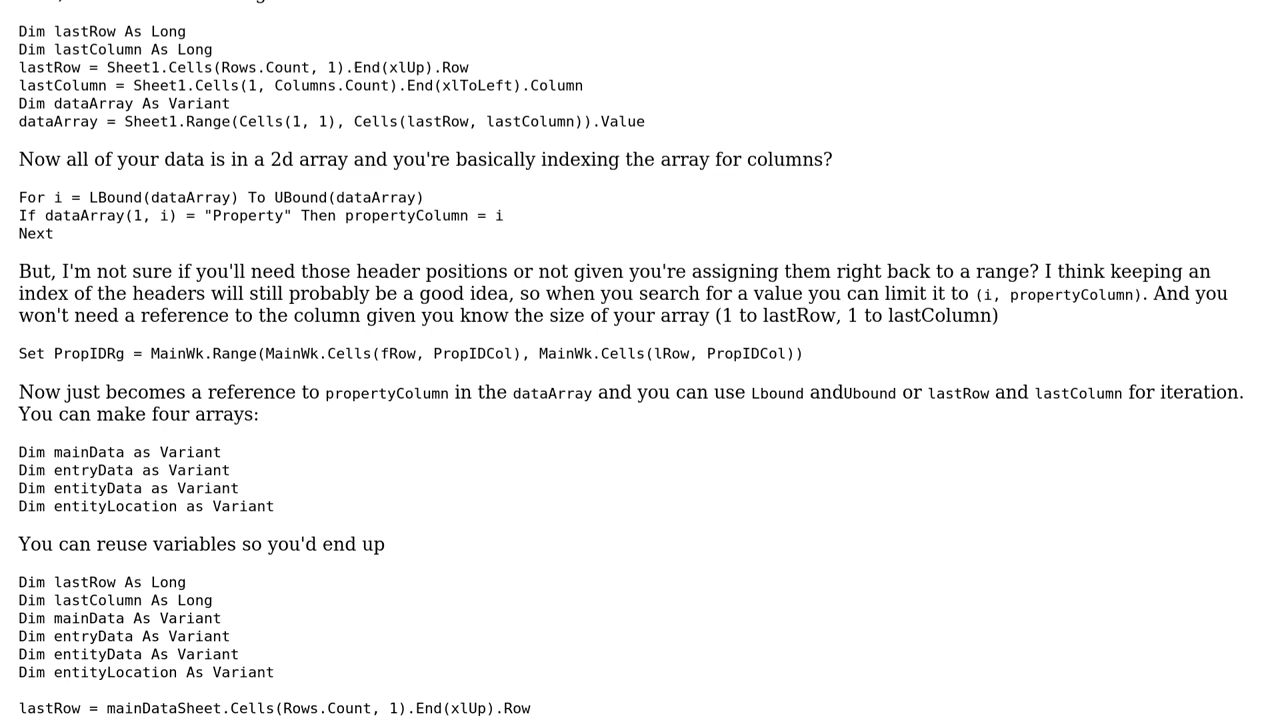 Dim lastRow As Long
Dim lastColumn As Long
lastRow = Sheet1.Cells(Rows.Count, 1).End(xlUp).Row
lastColumn = Sheet1.Cells(1, Columns.Count).End(xlToLeft).Column
Dim dataArray As Variant
dataArray = Sheet1.Range(Cells(1, 1), Cells(lastRow, lastColumn)).Value
Now all of your data is in a 2d array and you're basically indexing the array for columns?
For i = LBound(dataArray) To UBound(dataArray)
If dataArray(1, i) = "Property" Then propertyColumn = i
Next
But, I'm not sure if you'll need those header positions or not given you're assigning them right back to a range? I think keeping an
index of the headers will still probably be a good idea, so when you search for a value you can limit it to (i, propertyColumn). And you
won't need a reference to the column given you know the size of your array (1 to lastRow, 1 to lastColumn)
Set PropIDRg = MainWk.Range(MainWk.Cells(fRow, PropIDCol), MainWk.Cells(lRow, PropIDCol))
Now just becomes a reference to propertyColumn in the dataArray and you can use Lbound andUbound or lastRow and lastColumn for iteration.
You can make four arrays:
Dim mainData as Variant
Dim entryData as Variant
Dim entityData as Variant
Dim entityLocation as Variant
You can reuse variables so you'd end up
Dim lastRow As Long
Dim lastColumn As Long
Dim mainData As Variant
Dim entryData As Variant
Dim entityData As Variant
Dim entityLocation As Variant
lastRow = mainDataSheet.Cells(Rows.Count, 1).End(xlUp).Row